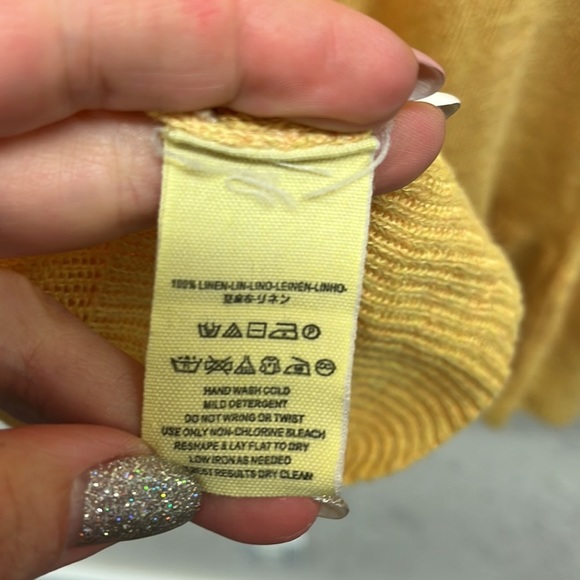 100% LINEN-LIN-LINO-LEINEN-LINHO-
リネン
HAND WASH COLD
MILD DETERGENT
DO NOT WRING OR TWIST
USE ONLY NON-CHLORINE BLEACH
RESHAPE & LAY FLAT TO DRY
LOW IRON AS NEEDED
RESULTS DRY CLEAN